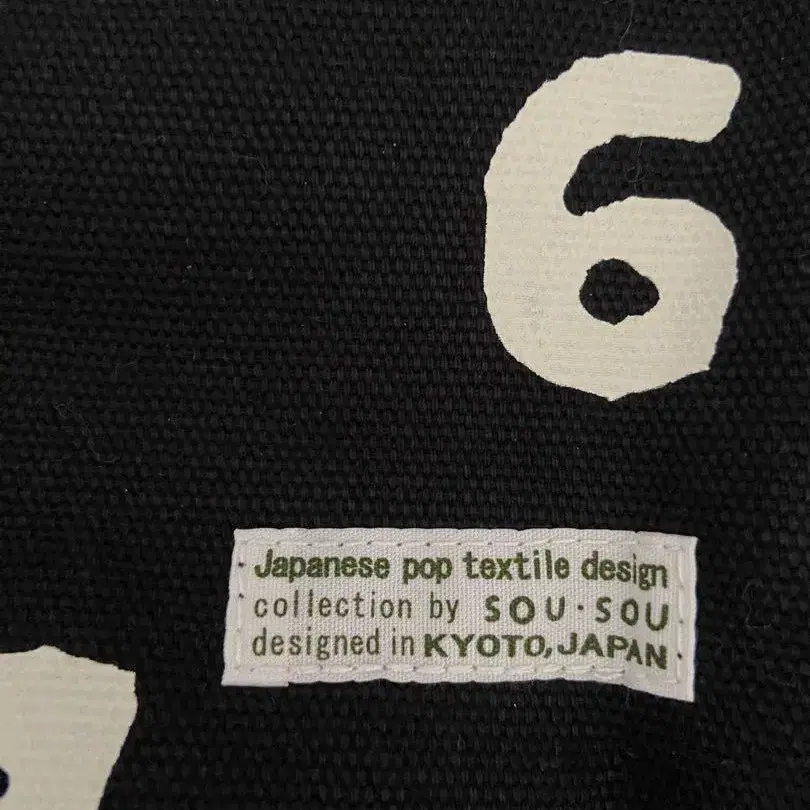 6
Japanese pop textile design
collection by SOU・SOU
designed in KYOTO, JAPAN